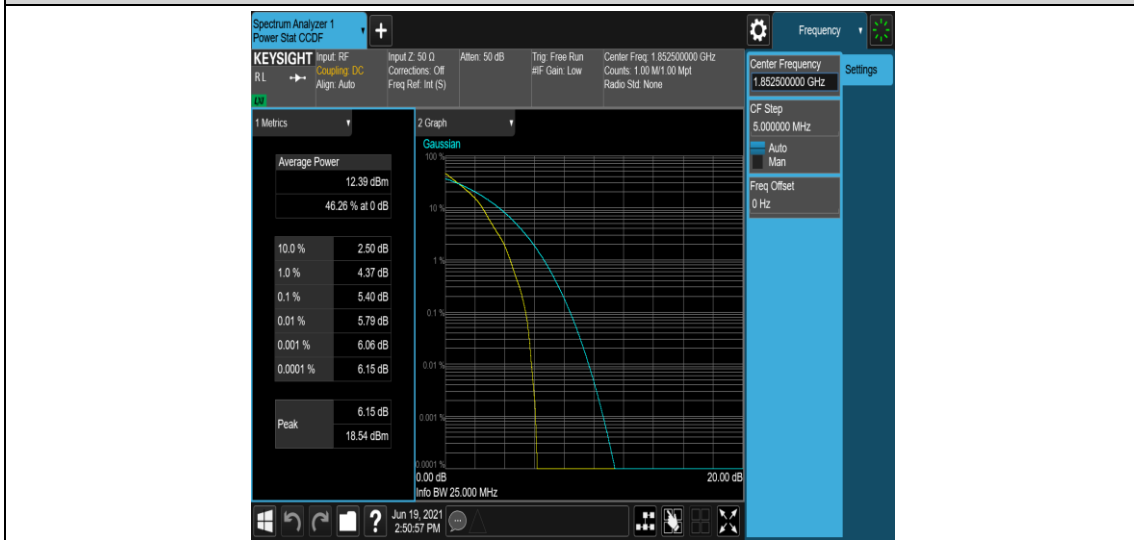 Spectrum Analyzer 1
Power Stat CCDF
+
Frequency
KEYSIGHT
RL
LXI
Input: RF
Coupling: DC
Align: Auto
Input Z: 50 Ω
Corrections: Off
Freq Ref: Int (S)
Atten: 50 dB
Trig: Free Run
#IF Gain: Low
Center Freq: 1.852500000 GHz
Counts: 1.00 M/1.00 Mpt
Radio Std: None
Center Frequency
1.852500000 GHz
Settings
CF Step
5.000000 MHz
Auto
Man
Freq Offset
0 Hz
1 Metrics
Average Power
12.39 dBm
46.26 % at 0 dB
10.0 % 2.50 dB
1.0 % 4.37 dB
0.1 % 5.40 dB
0.01 % 5.79 dB
0.001 % 6.06 dB
0.0001 % 6.15 dB
Peak
6.15 dB
18.54 dBm
2 Graph
Gaussian
100 %
10 %
1 %
0.1 %
0.01 %
0.001 %
0.0001 %
0.00 dB 20.00 dB
Info BW 25.000 MHz
?
Jun 19, 2021
2:50:57 PM